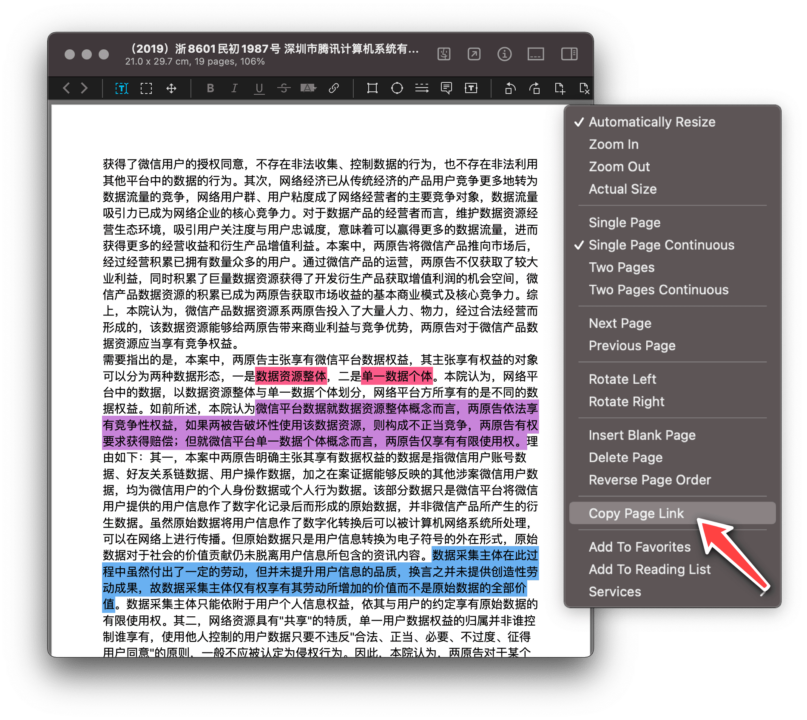 （2019）浙8601民初1987号 深圳市腾讯计算机系统有...
21.0 x 29.7 cm, 19 pages, 106%
B I U S
获得了微信用户的授权同意，不存在非法收集、控制数据的行为，也不存在非法利用
其他平台中的数据的行为。其次，网络经济已从传统经济的产品用户竞争更多地转为
数据流量的竞争，网络用户群、用户粘度成了网络经营者的主要竞争对象，数据流量
吸引力已成为网络企业的核心竞争力。对于数据产品的经营者而言，维护数据资源经
营生态环境，吸引用户关注度与用户忠诚度，意味着可以赢得更多的数据流量，进而
获得更多的经营收益和衍生产品增值利益。本案中，两原告将微信产品推向市场后，
经过经营积累已拥有数量众多的用户。通过微信产品的运营，两原告不仅获取了较大
业利益，同时积累了巨量数据资源获得了开发衍生产品获取增值利润的机会空间，微
信产品数据资源的积累已成为两原告获取市场收益的基本商业模式及核心竞争力。综
上，本院认为，微信产品数据资源系两原告投入了大量人力、物力，经过合法经营而
形成的，该数据资源能够给两原告带来商业利益与竞争优势，两原告对于微信产品数
据资源应当享有竞争权益。
需要指出的是，本案中，两原告主张享有微信平台数据权益，其主张享有权益的对象
可以分为两种数据形态，一是数据资源整体，二是单一数据个体。本院认为，网络平
台中的数据，以数据资源整体与单一数据个体划分，网络平台方所享有的是不同的数
据权益。如前所述，本院认为微信平台数据就数据资源整体概念而言，两原告依法享
有竞争性权益，如果两被告破坏性使用该数据资源，则构成不正当竞争，两原告有权
要求获得赔偿；但就微信平台单一数据个体概念而言，两原告仅享有有限使用权。理
由如下：其一，本案中两原告明确主张其享有数据权益的数据是指微信用户账号数
据、好友关系链数据、用户操作数据，加之在案证据能够反映的其他涉案微信用户数
据，均为微信用户的个人身份数据或个人行为数据。该部分数据只是微信平台将微信
用户提供的用户信息作了数字化记录后而形成的原始数据，并非微信产品所产生的衍
生数据。虽然原始数据将用户信息作了数字化转换后可以被计算机网络系统所处理，
可以在网络上进行传播。但原始数据只是用户信息转换为电子符号的外在形式，原始
数据对于社会的价值贡献仍未脱离用户信息所包含的资讯内容。数据采集主体在此过
程中虽然付出了一定的劳动，但并未提升用户信息的品质，换言之并未提供创造性劳
动成果，故数据采集主体仅有权享有其劳动所增加的价值而不是原始数据的全部价
值。数据采集主体只能依附于用户个人信息权益，依其与用户的约定享有原始数据的
有限使用权。其二，网络资源具有"共享"的特质，单一用户数据权益的归属并非谁控
制谁享有，使用他人控制的用户数据只要不违反"合法、正当、必要、不过度、征得
用户同意"的原则，一般不应被认定为侵权行为。因此，本院认为，两原告对于某个
Automatically Resize
Zoom In
Zoom Out
Actual Size
Single Page
Single Page Continuous
Two Pages
Two Pages Continuous
Next Page
Previous Page
Rotate Left
Rotate Right
Insert Blank Page
Delete Page
Reverse Page Order
Copy Page Link
Add To Favorites
Add To Reading List
Services